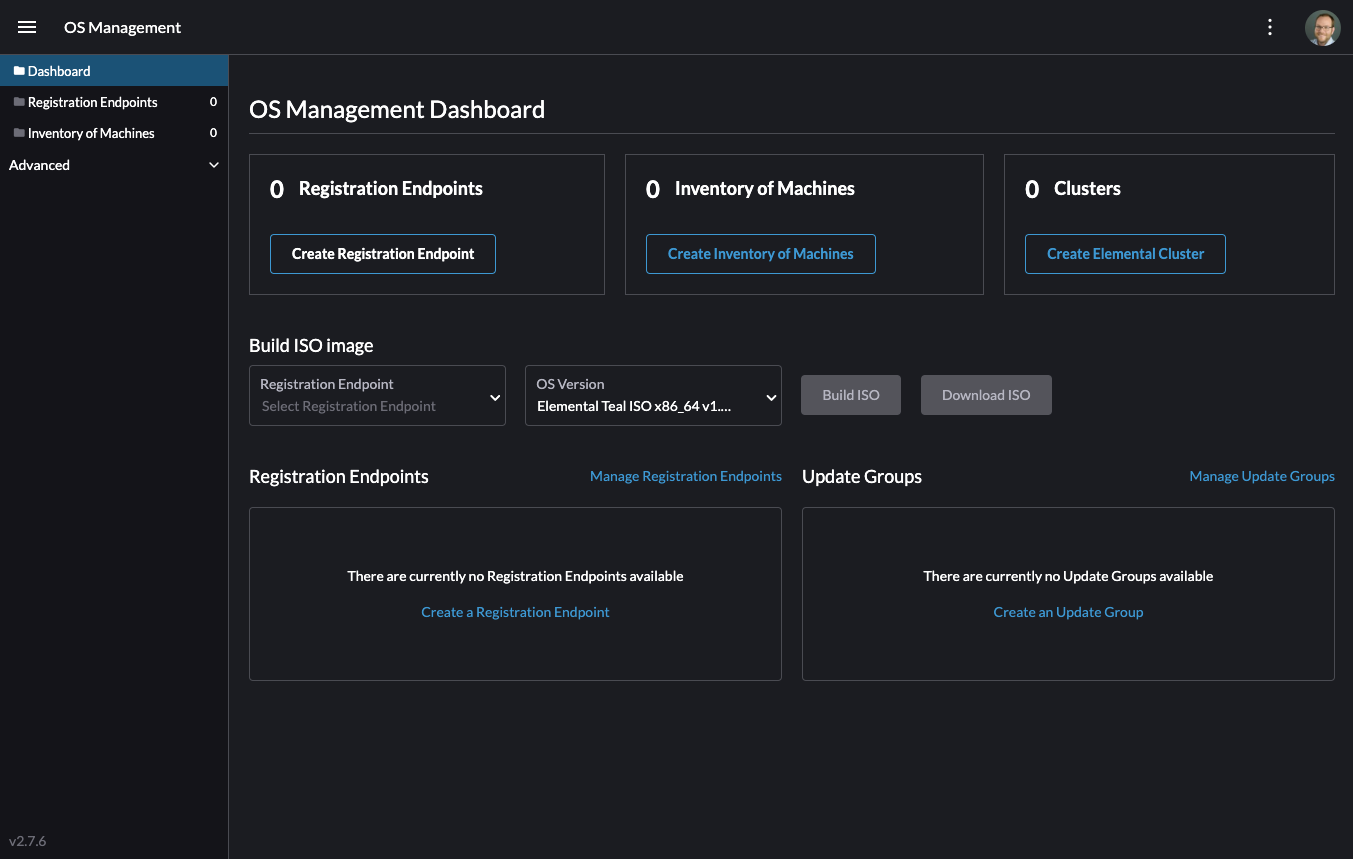 OS Management
Dashboard
Registration Endpoints 0
Inventory of Machines 0
Advanced
OS Management Dashboard
0 Registration Endpoints
Create Registration Endpoint
0 Inventory of Machines
Create Inventory of Machines
0 Clusters
Create Elemental Cluster
Build ISO image
Registration Endpoint
Select Registration Endpoint
OS Version
Elemental Teal ISO x86_64 v1....
Build ISO
Download ISO
Registration Endpoints
Manage Registration Endpoints
There are currently no Registration Endpoints available
Create a Registration Endpoint
Update Groups
Manage Update Groups
There are currently no Update Groups available
Create an Update Group
v2.7.6